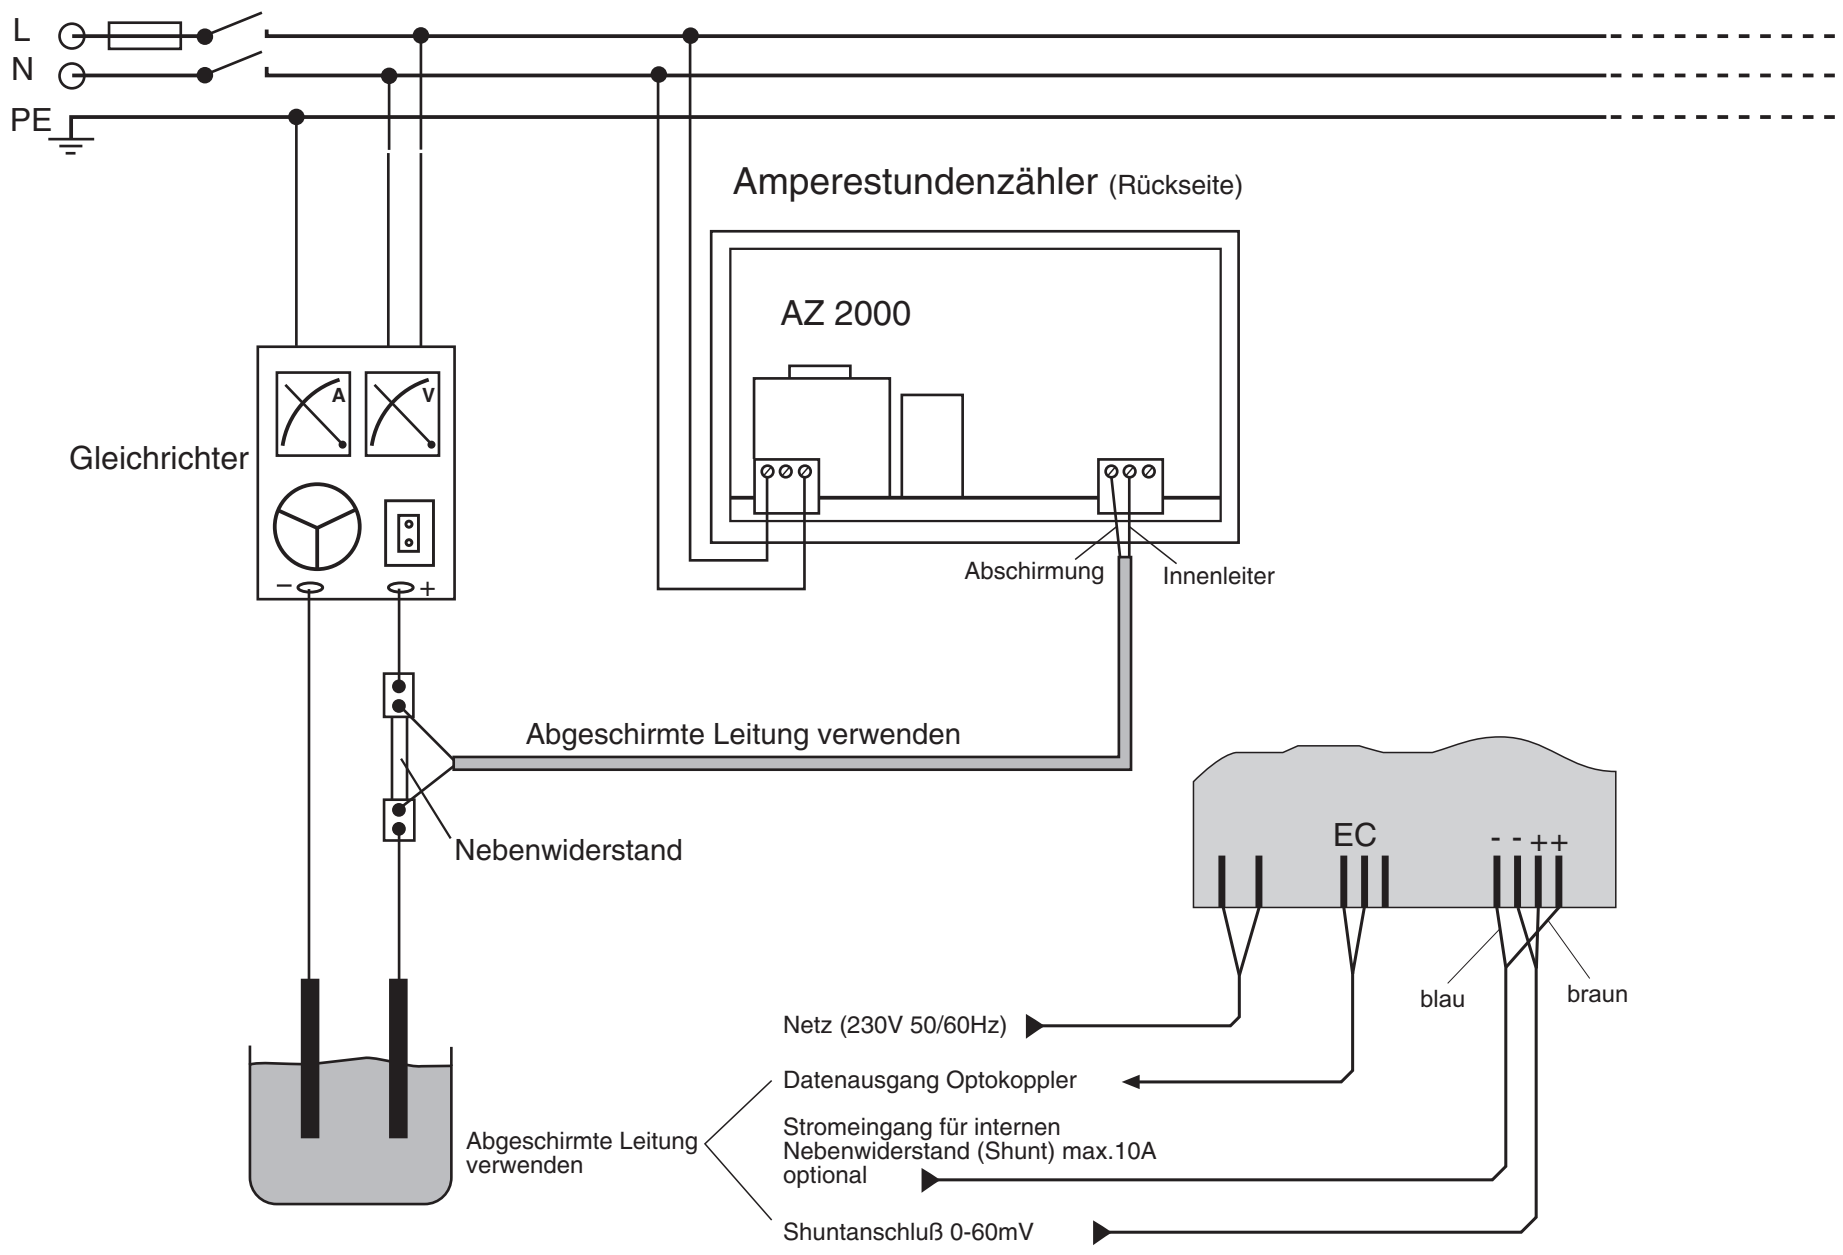 L
N
PE
Amperestundenzähler (Rückseite)
AZ 2000
A V
Gleichrichter
− +
Abschirmung
Innenleiter
Abgeschirmte Leitung verwenden
Nebenwiderstand
EC
- - ++
blau
braun
Netz (230V 50/60Hz)
Datenausgang Optokoppler
Stromeingang für internen
Nebenwiderstand (Shunt) max.10A
optional
Abgeschirmte Leitung
verwenden
Shuntanschluß 0-60mV